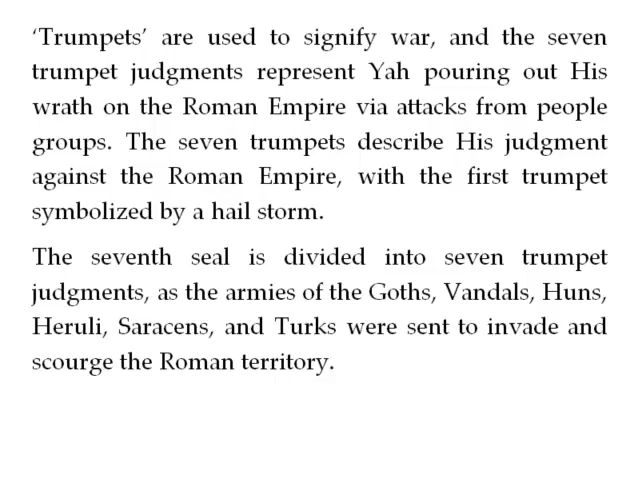 ‘Trumpets’ are used to signify war, and the seven
trumpet judgments represent Yah pouring out His
wrath on the Roman Empire via attacks from people
groups. The seven trumpets describe His judgment
against the Roman Empire, with the first trumpet
symbolized by a hail storm.
The seventh seal is divided into seven trumpet
judgments, as the armies of the Goths, Vandals, Huns,
Heruli, Saracens, and Turks were sent to invade and
scourge the Roman territory.